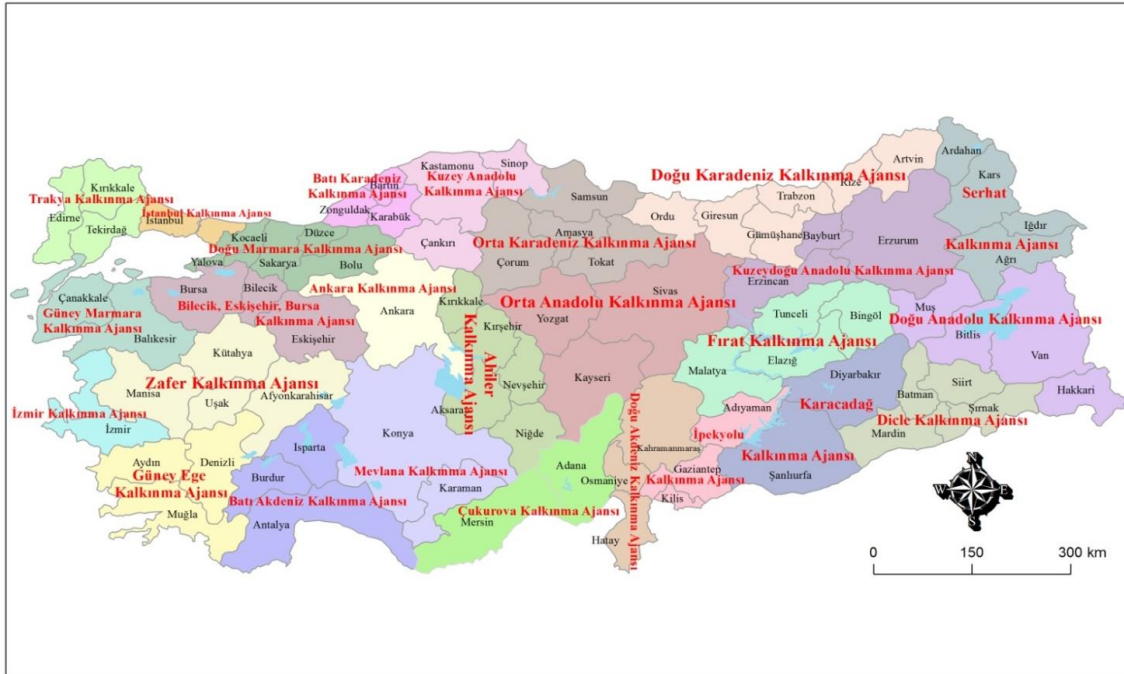 Ardahan
Artvin
Kastamonu
Sinop
Kuzey Anadolu
Kalkınma Ajansı
Batı Karadeniz
Kalkınma Ajansı
Bartın
Zonguldak
Karabük
Çankırı
Kars
Serhat
Kalkınma Ajansı
Iğdır
Ağrı
Doğu Karadeniz Kalkınma Ajansı
Rize
Trabzon
Giresun
Ordu
Gümüşhane
Samsun
Amasya
Orta Karadeniz Kalkınma Ajansı
Çorum
Tokat
Bayburt
Erzurum
Kuzeydoğu Anadolu Kalkınma Ajansı
Erzincan
Kırıkkale
Trakya Kalkınma Ajansı
Edirne
Tekirdağ
İstanbul Kalkınma Ajansı
İstanbul
Kocaeli
Düzce
Doğu Marmara Kalkınma Ajansı
Yalova
Sakarya
Bolu
Ankara Kalkınma Ajansı
Ankara
Bursa
Bilecik
Bilecik, Eskişehir, Bursa
Kalkınma Ajansı
Eskişehir
Çanakkale
Güney Marmara
Kalkınma Ajansı
Balıkesir
Kırıkkale
Kırşehir
Ahiler
Kalkınma Ajansı
Nevşehir
Aksaray
Niğde
Sivas
Orta Anadolu Kalkınma Ajansı
Yozgat
Kayseri
Tunceli
Bingöl
Fırat Kalkınma Ajansı
Elazığ
Malatya
Muş
Doğu Anadolu Kalkınma Ajansı
Bitlis
Van
Hakkari
Kütahya
Zafer Kalkınma Ajansı
Manisa
Uşak
Afyonkarahisar
İzmir Kalkınma Ajansı
İzmir
Aydın
Denizli
Güney Ege
Kalkınma Ajansı
Muğla
Isparta
Burdur
Batı Akdeniz Kalkınma Ajansı
Antalya
Konya
Mevlana Kalkınma Ajansı
Karaman
Adana
Osmaniye
Çukurova Kalkınma Ajansı
Mersin
Doğu Akdeniz Kalkınma Ajansı
Kahramanmaraş
Hatay
Adıyaman
İpekyolu
Gaziantep
Kalkınma Ajansı
Kilis
Diyarbakır
Karacadağ
Kalkınma Ajansı
Şanlıurfa
Batman
Siirt
Şırnak
Dicle Kalkınma Ajansı
Mardin
N
W E
S
0 150 300 km